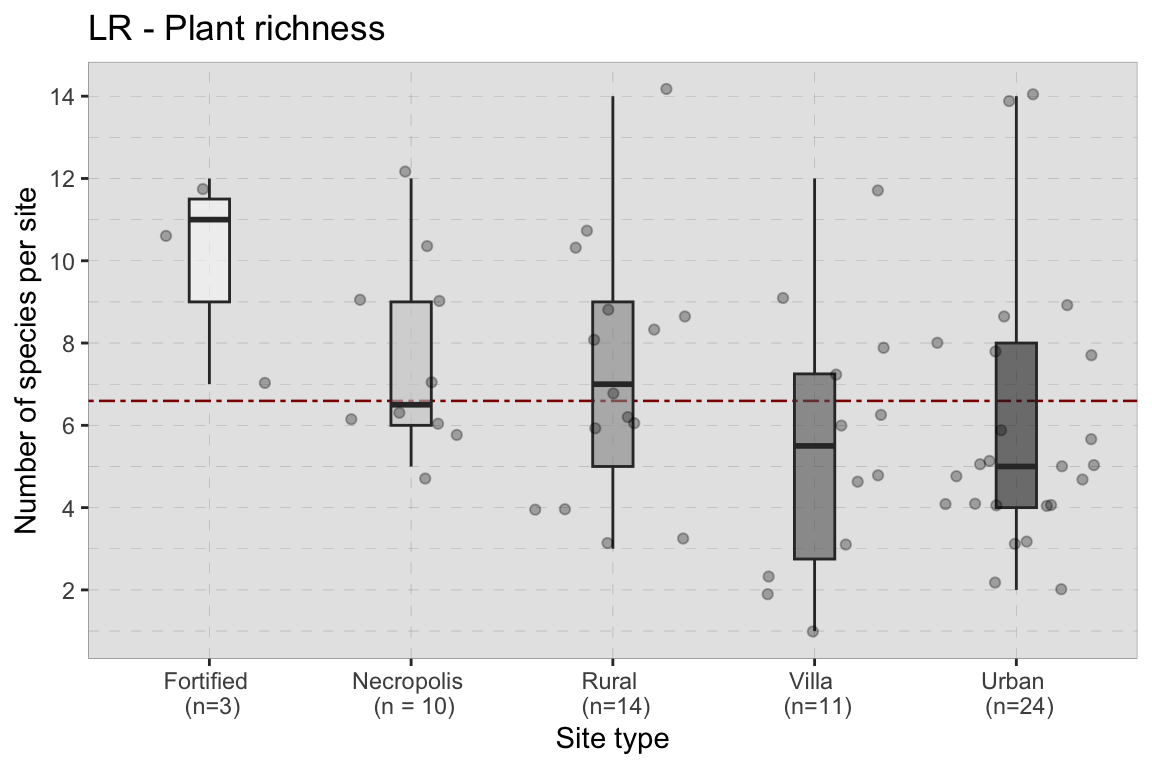 LR - Plant richness
Number of species per site
14
12
10
8
6
4
2
Fortified Necropolis Rural Villa Urban
(n=3) (n = 10) (n=14) (n=11) (n=24)
Site type